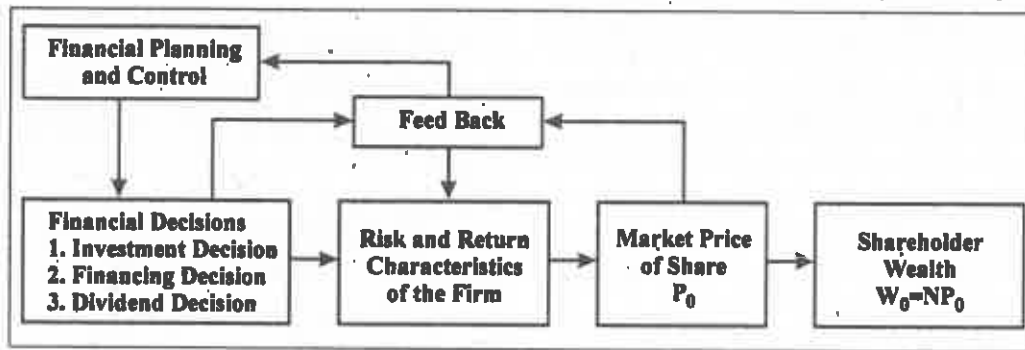 Financial Planning
and Control
Feed Back
Financial Decisions
1. Investment Decision
2. Financing Decision
3. Dividend Decision
Risk and Return
Characteristics
of the Firm
Market Price
of Share
P₀
Shareholder
Wealth
W₀=NP₀